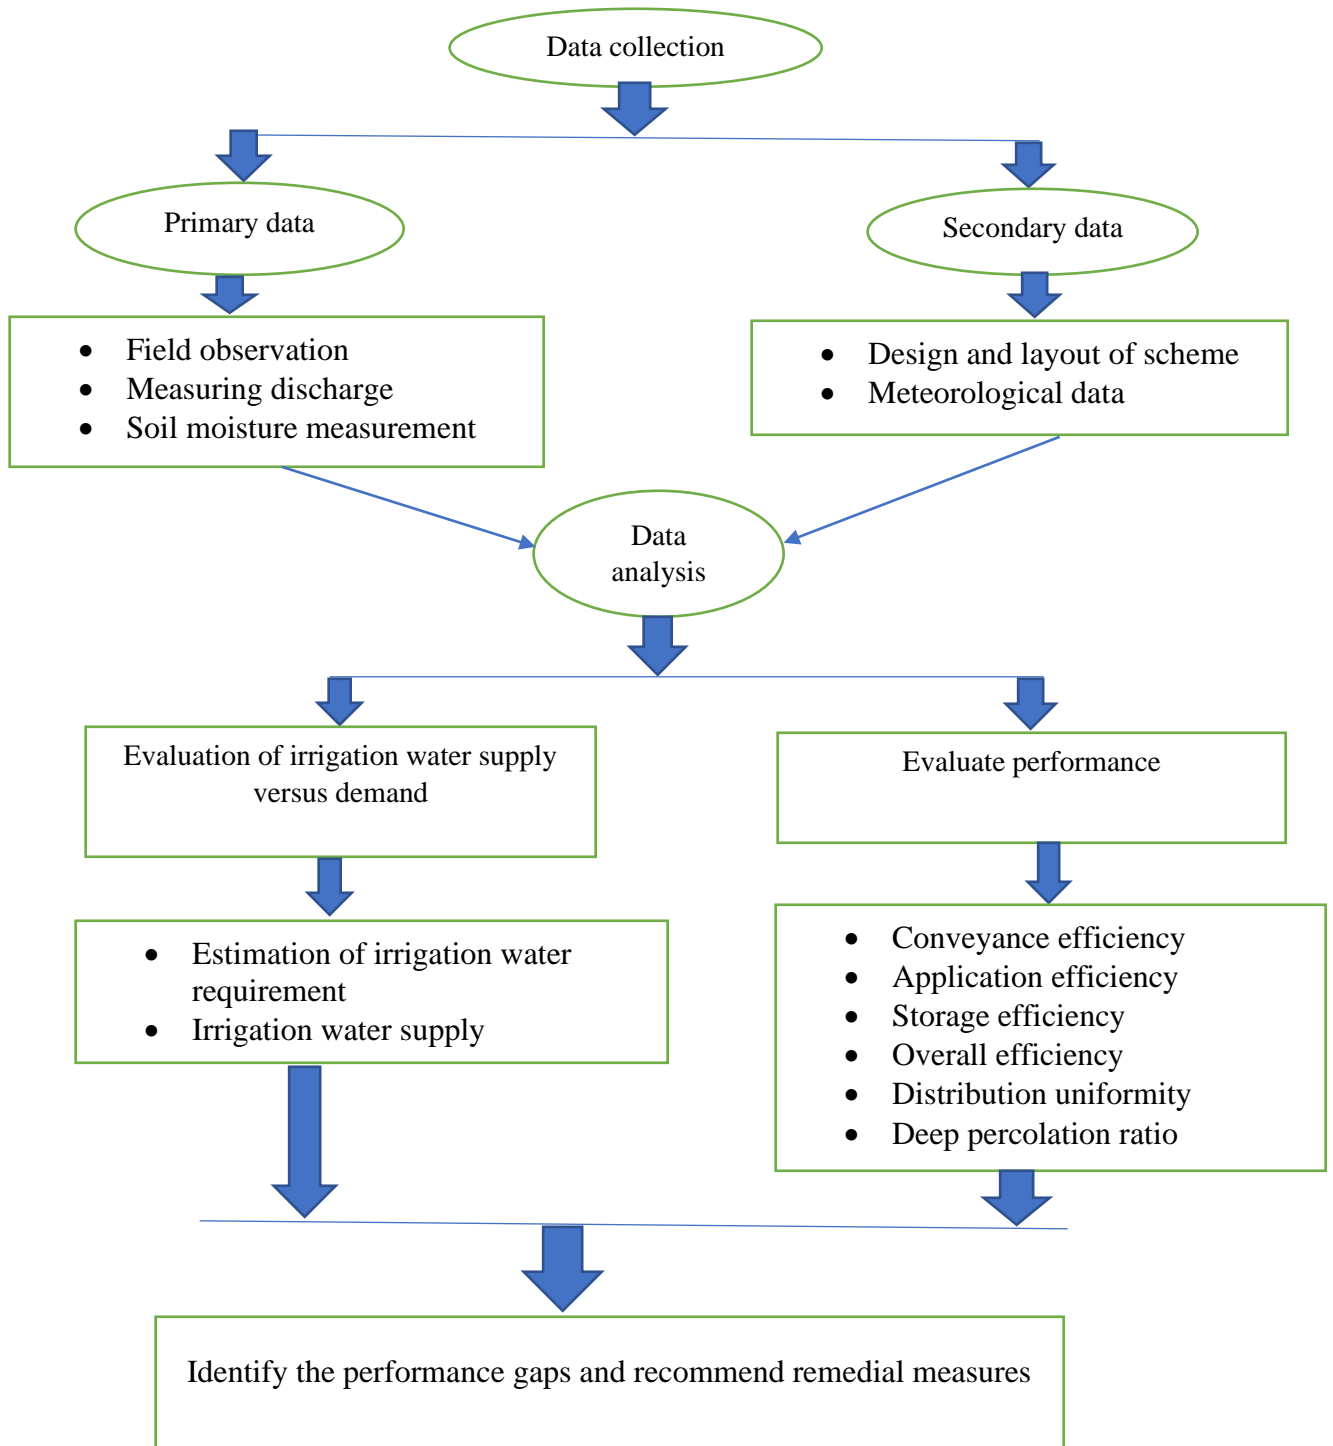 Data collection
Primary data
Secondary data
• Field observation
• Measuring discharge
• Soil moisture measurement
• Design and layout of scheme
• Meteorological data
Data
analysis
Evaluation of irrigation water supply
versus demand
Evaluate performance
• Estimation of irrigation water
requirement
• Irrigation water supply
• Conveyance efficiency
• Application efficiency
• Storage efficiency
• Overall efficiency
• Distribution uniformity
• Deep percolation ratio
Identify the performance gaps and recommend remedial measures